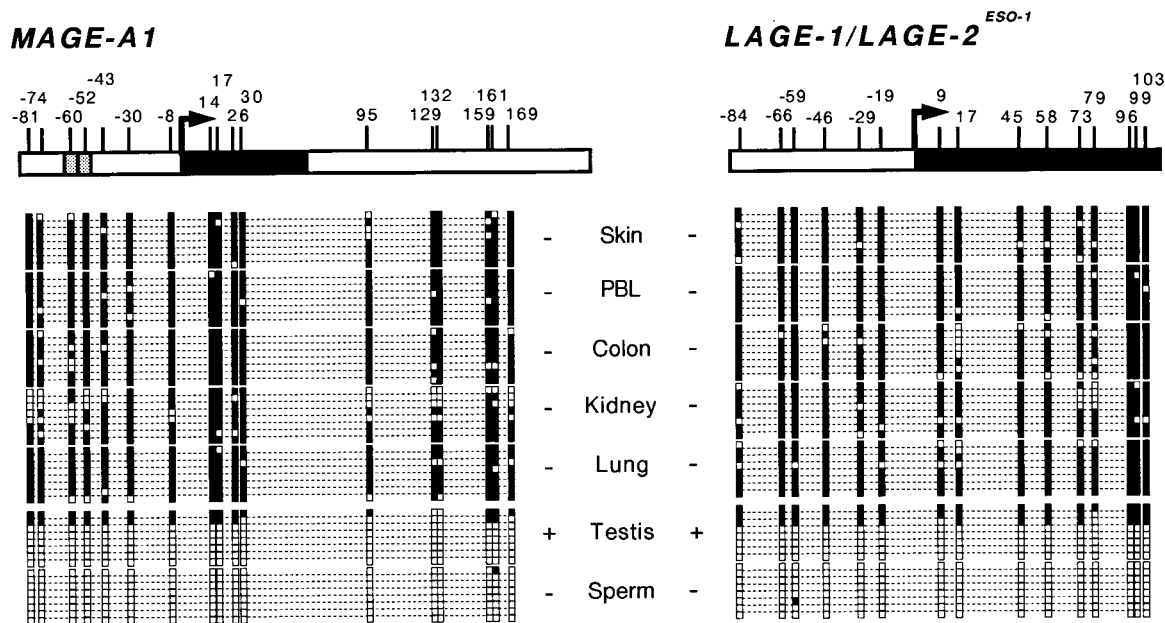 MAGE-A1
LAGE-1/LAGE-2 ESO-1
-43 17
-74 -52 14 30 132 161
-81 -60 -30 -8 26 95 129 159 169
103
-59 -19 9 79 99
-84 -66 -46 -29 17 45 58 73 96
- Skin -
- PBL -
- Colon -
- Kidney -
- Lung -
+ Testis +
- Sperm -